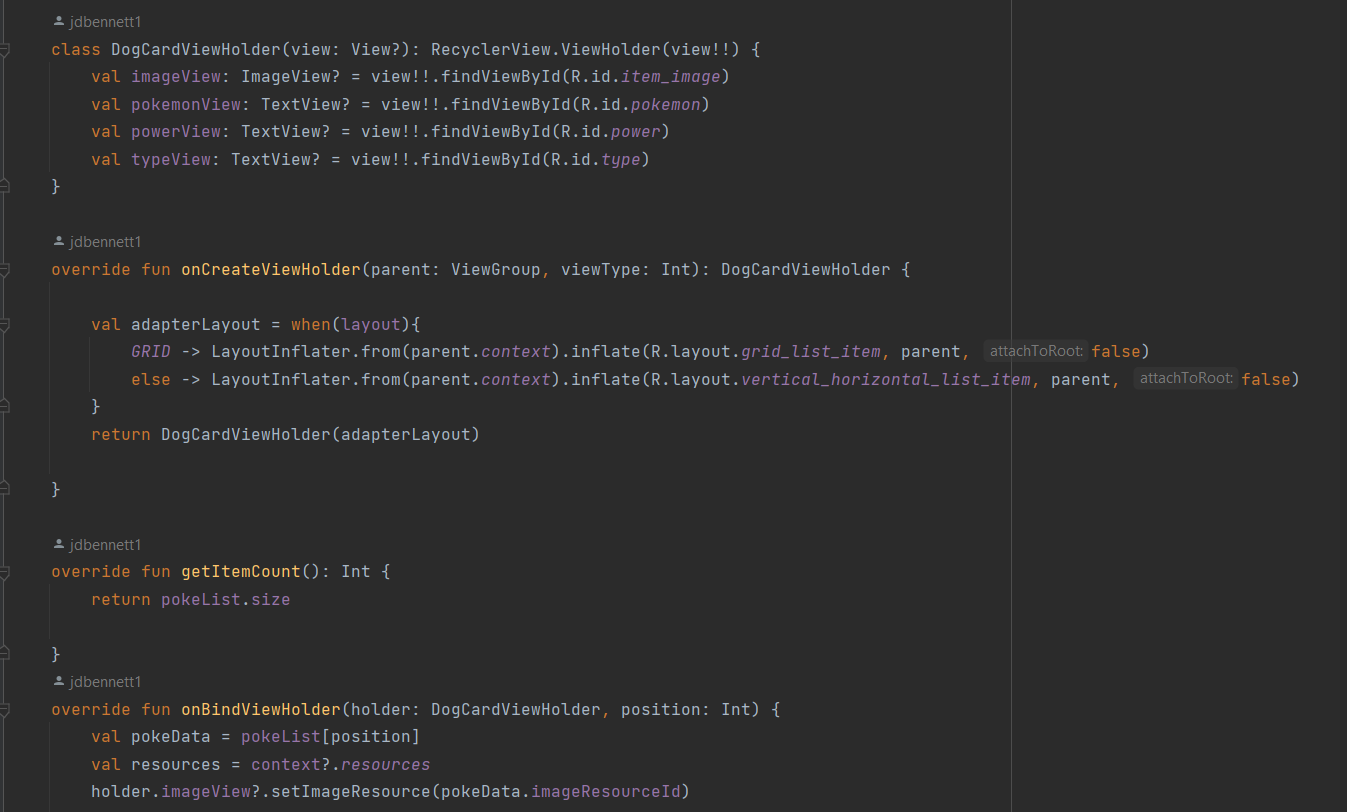 jdbennett1
class DogCardViewHolder(view: View?): RecyclerView.ViewHolder(view!!) {
    val imageView: ImageView? = view!!.findViewById(R.id.item_image)
    val pokemonView: TextView? = view!!.findViewById(R.id.pokemon)
    val powerView: TextView? = view!!.findViewById(R.id.power)
    val typeView: TextView? = view!!.findViewById(R.id.type)
}
jdbennett1
override fun onCreateViewHolder(parent: ViewGroup, viewType: Int): DogCardViewHolder {
    val adapterLayout = when(layout){
        GRID -> LayoutInflater.from(parent.context).inflate(R.layout.grid_list_item, parent, attachToRoot: false)
        else -> LayoutInflater.from(parent.context).inflate(R.layout.vertical_horizontal_list_item, parent, attachToRoot: false)
    }
    return DogCardViewHolder(adapterLayout)
}
jdbennett1
override fun getItemCount(): Int {
    return pokeList.size
}
jdbennett1
override fun onBindViewHolder(holder: DogCardViewHolder, position: Int) {
    val pokeData = pokeList[position]
    val resources = context?.resources
    holder.imageView?.setImageResource(pokeData.imageResourceId)